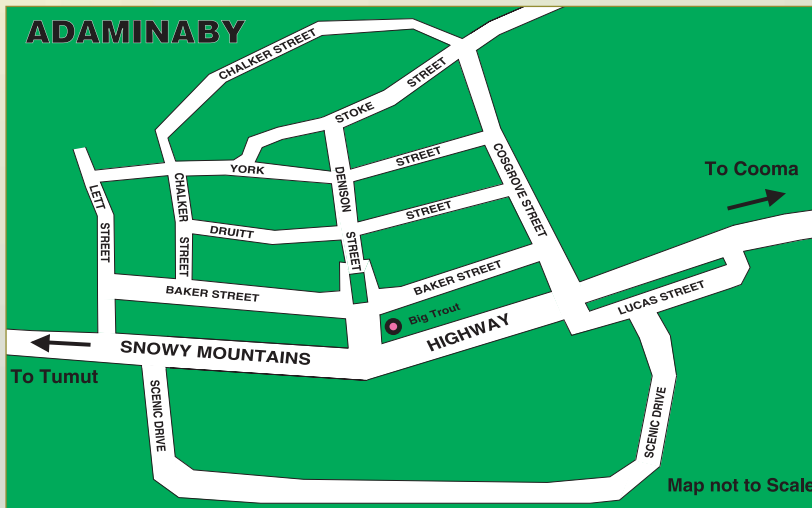 ADAMINABY
CHALKER STREET
STOKE STREET
YORK STREET
DENISON STREET
COSGROVE STREET
To Cooma
LETT STREET
CHALKER STREET
DRUITT STREET
BAKER STREET
BAKER STREET
Big Trout
LUCAS STREET
SNOWY MOUNTAINS HIGHWAY
To Tumut
SCENIC DRIVE
SCENIC DRIVE
Map not to Scale